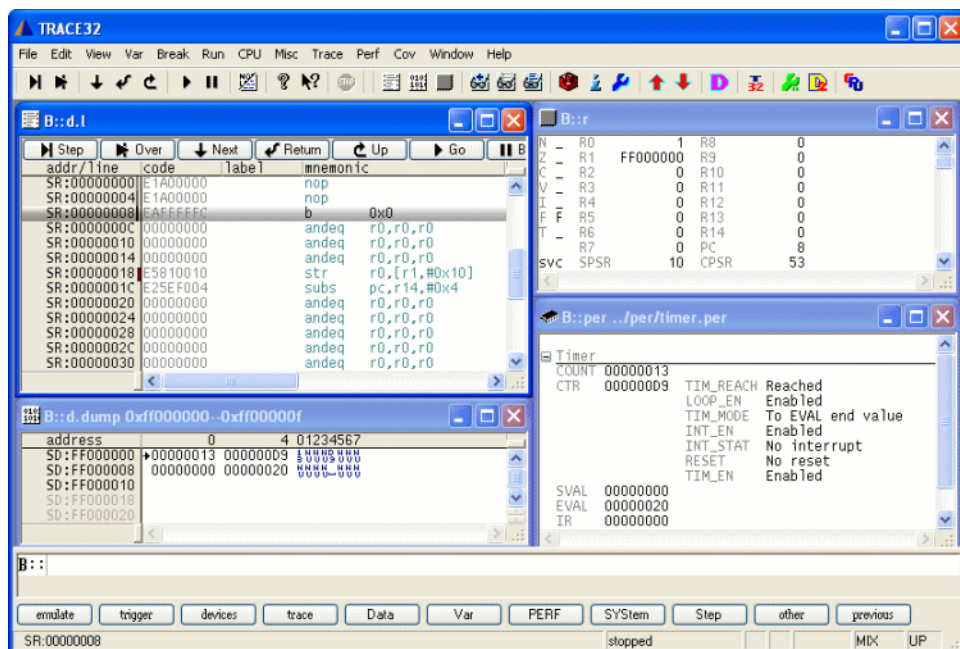 TRACE32
File Edit View Var Break Run CPU Misc Trace Perf Cov Window Help
B::d.l
Step Over Next Return Up Go B
addr/line code label mnemonic
SR:00000000 E1A00000 nop
SR:00000004 E1A00000 nop
SR:00000008 EAFFFFFC b 0x0
SR:0000000C 00000000 andeq r0,r0,r0
SR:00000010 00000000 andeq r0,r0,r0
SR:00000014 00000000 andeq r0,r0,r0
SR:00000018 E5810010 str r0,[r1,#0x10]
SR:0000001C E25EF004 subs pc,r14,#0x4
SR:00000020 00000000 andeq r0,r0,r0
SR:00000024 00000000 andeq r0,r0,r0
SR:00000028 00000000 andeq r0,r0,r0
SR:0000002C 00000000 andeq r0,r0,r0
SR:00000030 00000000 andeq r0,r0,r0
B::r
N _ R0 1 R8 0
Z _ R1 FF000000 R9 0
C _ R2 0 R10 0
V _ R3 0 R11 0
I _ R4 0 R12 0
F F R5 0 R13 0
T _ R6 0 R14 0
R7 0 PC 8
svc SPSR 10 CPSR 53
B::d.dump 0xff000000--0xff00000f
address 0 4 01234567
SD:FF000000 00000013 000000D9
SD:FF000008 00000000 00000020
SD:FF000010
SD:FF000018
SD:FF000020
B::per ../per/timer.per
Timer
COUNT 00000013
CTR 000000D9 TIM_REACH Reached
LOOP_EN Enabled
TIM_MODE To EVAL end value
INT_EN Enabled
INT_STAT No interrupt
RESET No reset
TIM_EN Enabled
SVAL 00000000
EVAL 00000020
IR 00000000
B::
emulate trigger devices trace Data Var PERF SYStem Step other previous
SR:00000008 stopped MIX UP